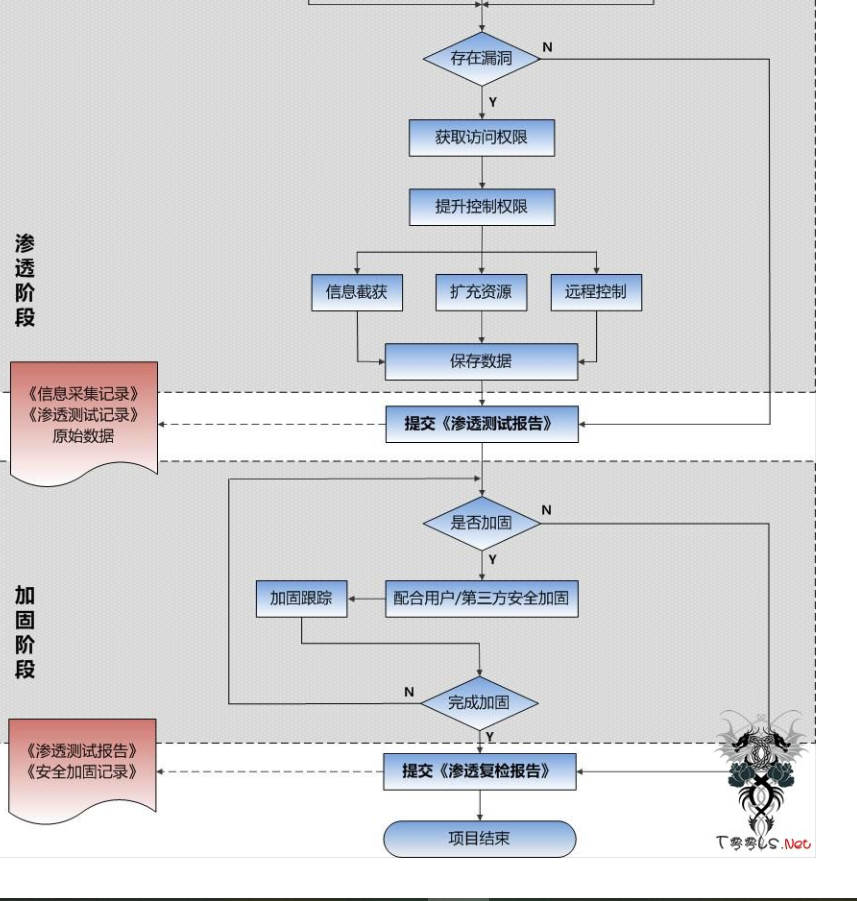 存在漏洞
N
Y
获取访问权限
提升控制权限
渗透阶段
信息截获
扩充资源
远程控制
保存数据
《信息采集记录》
《渗透测试记录》
原始数据
提交《渗透测试报告》
是否加固
N
Y
加固阶段
加固跟踪
配合用户/第三方安全加固
N
完成加固
Y
《渗透测试报告》
《安全加固记录》
提交《渗透复检报告》
项目结束
.Net